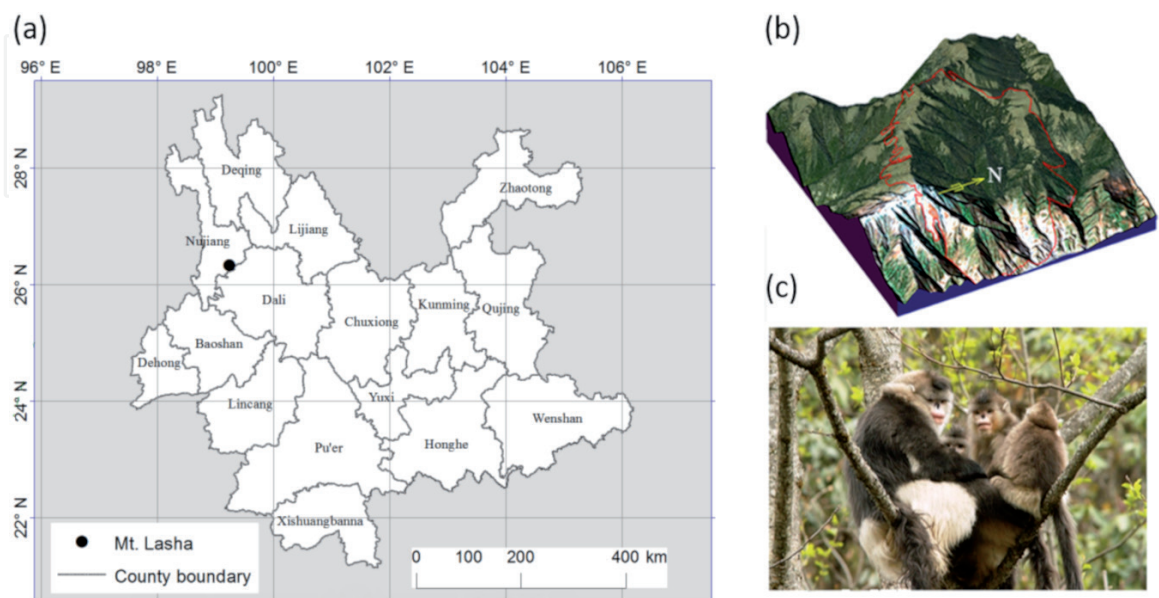 (a)
96° E 98° E 100° E 102° E 104° E 106° E
28° N
26° N
24° N
22° N
Deqing
Zhaotong
Lijiang
Nujiang
Dali
Kunming
Qujing
Chuxiong
Baoshan
Dehong
Yuxi
Lincang
Wenshan
Honghe
Pu'er
Xishuangbanna
Mt. Lasha
County boundary
0 100 200 400 km
(b)
N
(c)